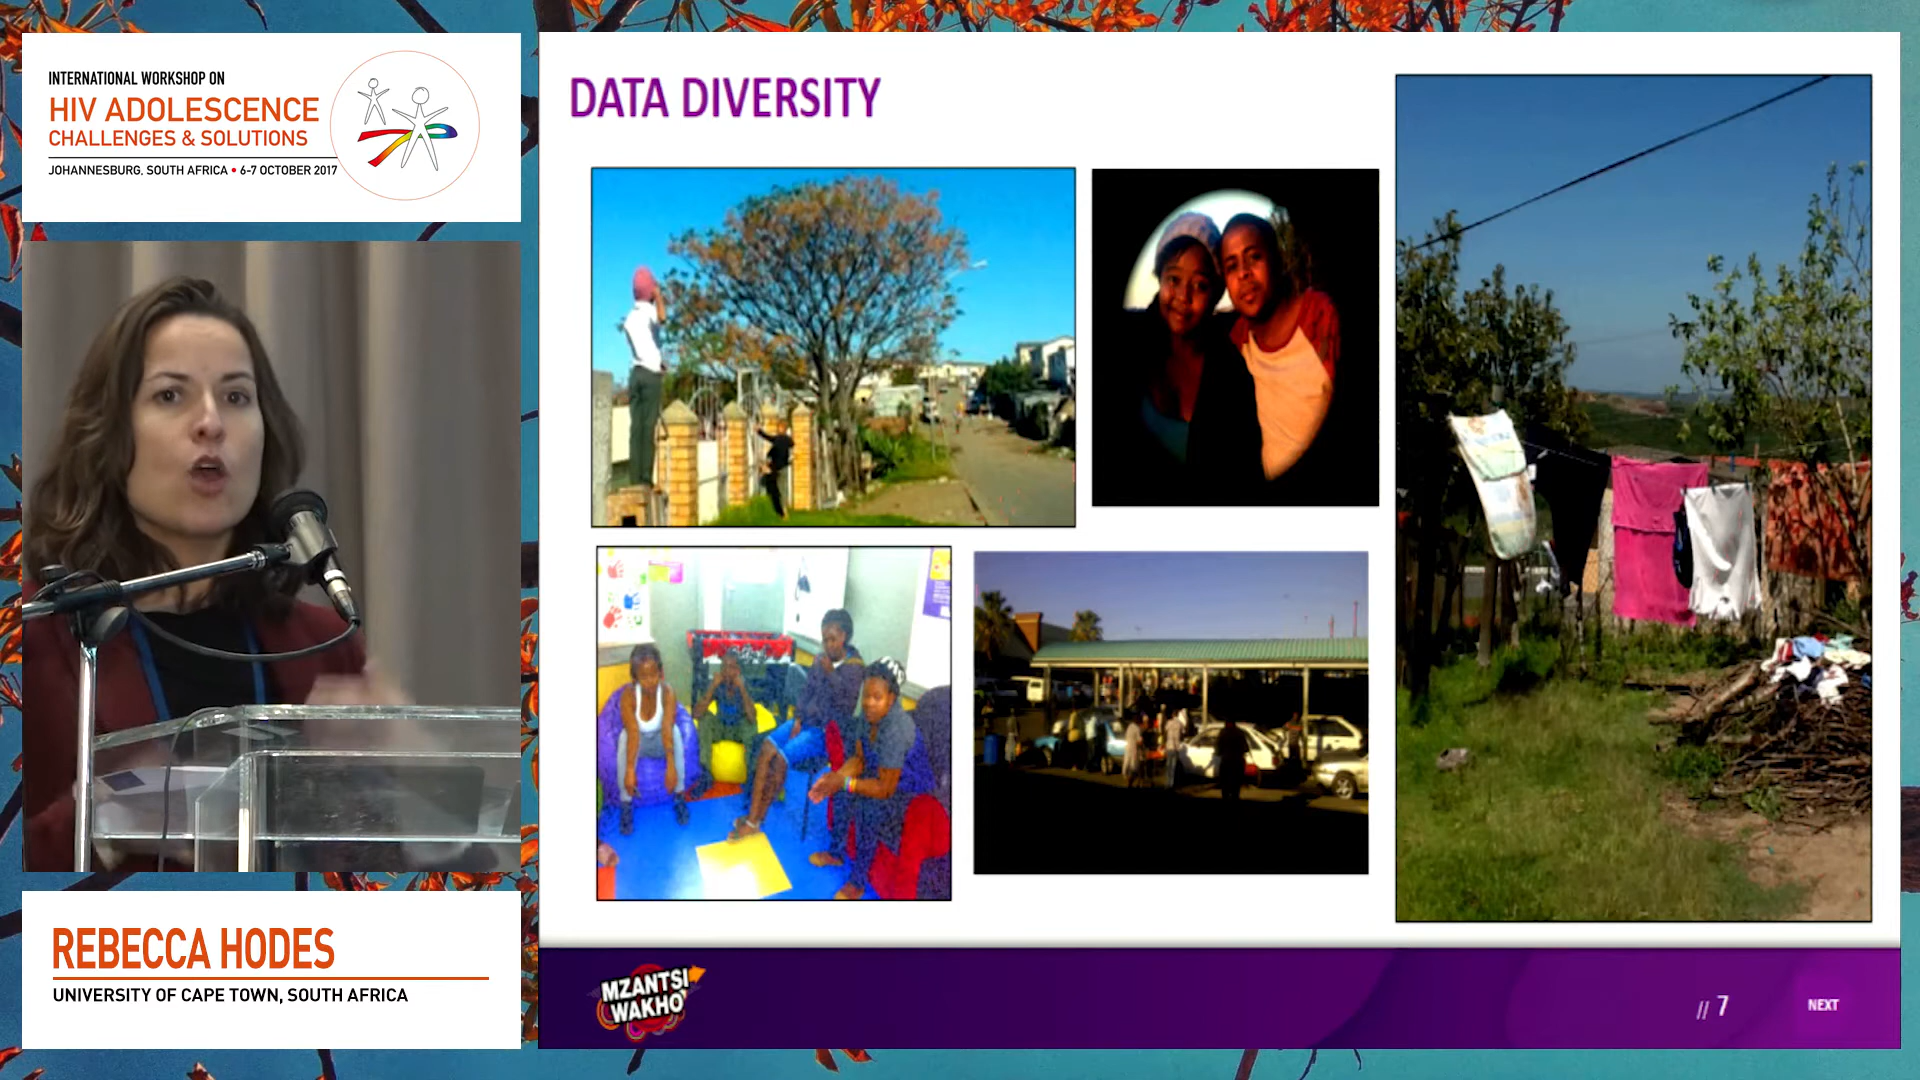 INTERNATIONAL WORKSHOP ON
HIV ADOLESCENCE
CHALLENGES & SOLUTIONS
JOHANNESBURG, SOUTH AFRICA • 6-7 OCTOBER 2017
DATA DIVERSITY
REBECCA HODES
UNIVERSITY OF CAPE TOWN, SOUTH AFRICA
MZANTSI
WAKHO
// 7
NEXT